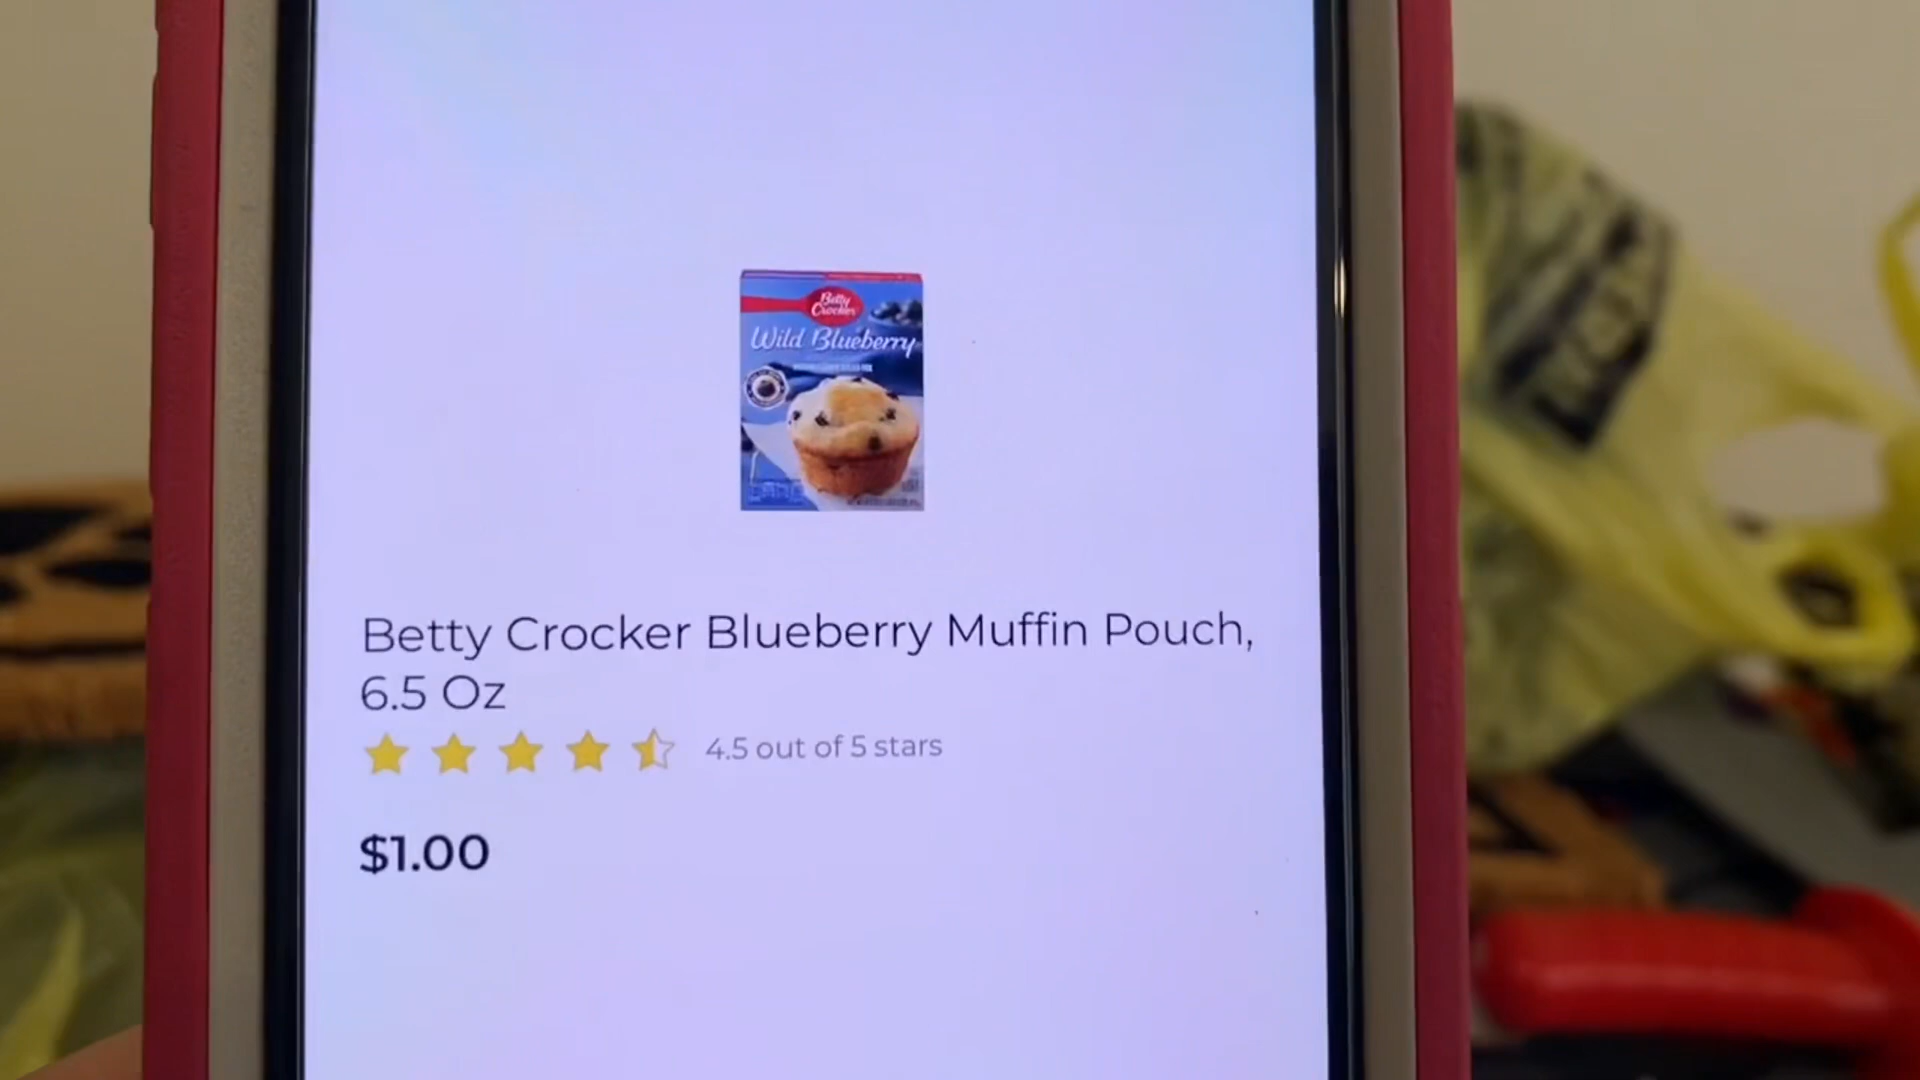 Betty
Crocker
Wild Blueberry
Betty Crocker Blueberry Muffin Pouch,
6.5 Oz
4.5 out of 5 stars
$1.00